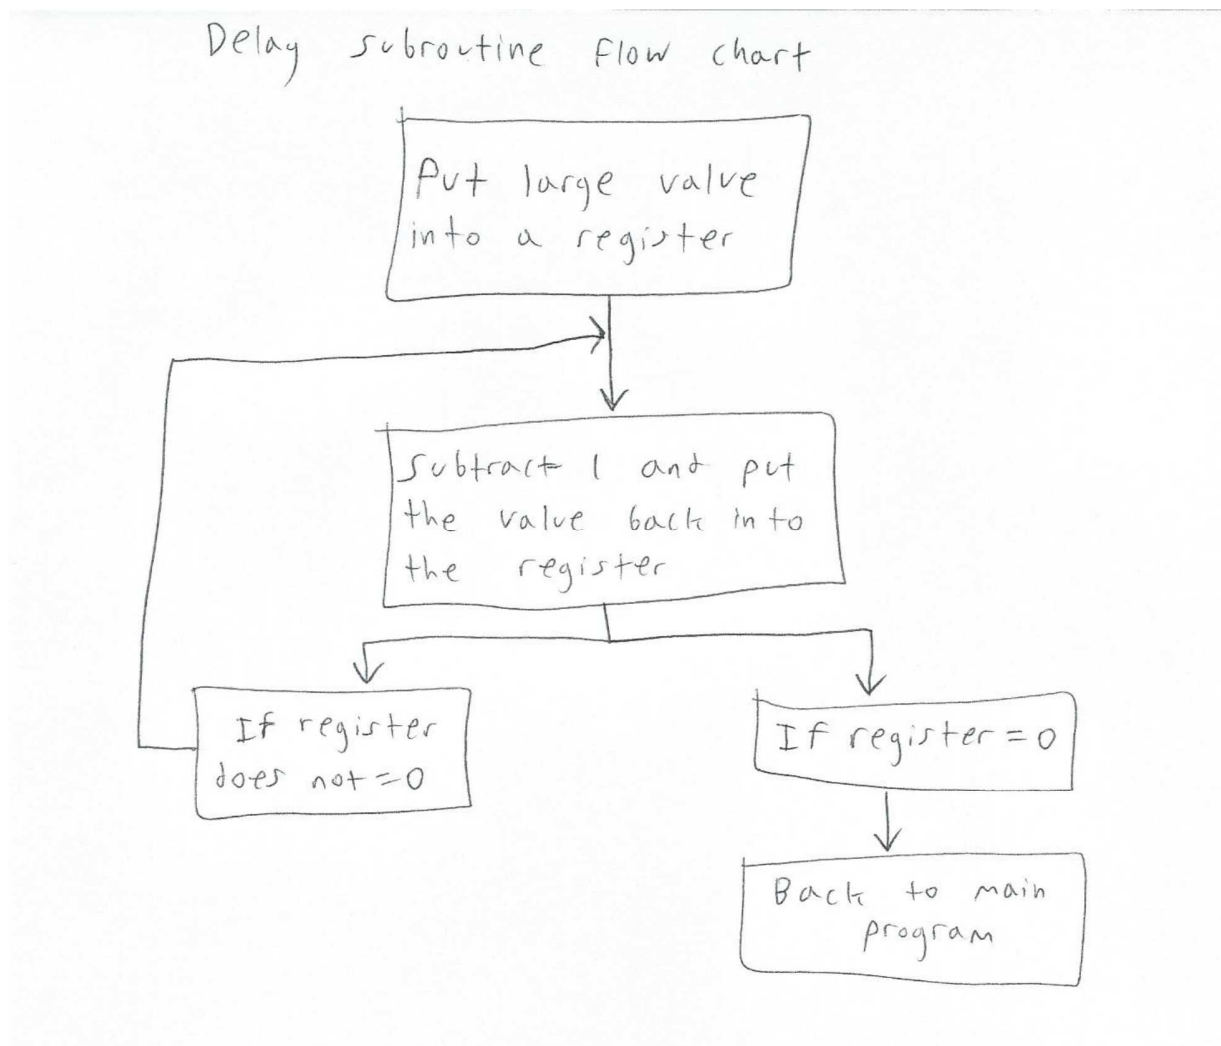 Delay subroutine flow chart
Put large value
into a register
Subtract 1 and put
the value back into
the register
If register
does not = 0
If register = 0
Back to main
program